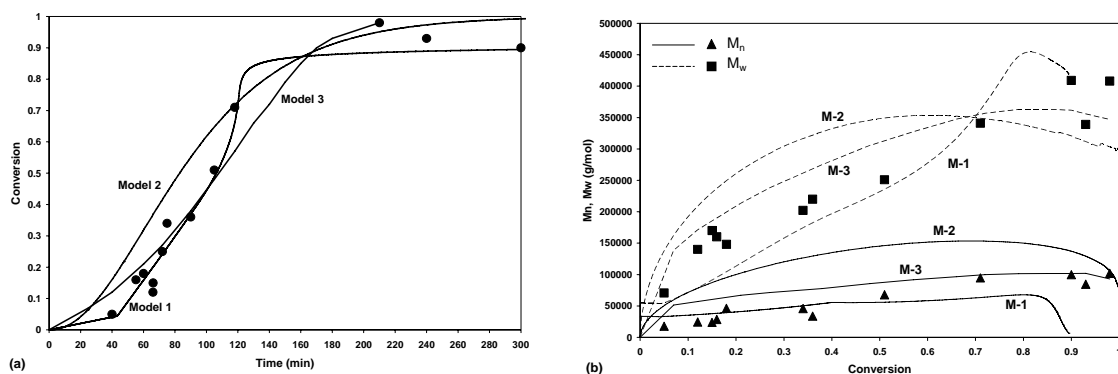 1
0.9
0.8
0.7
0.6
0.5
0.4
0.3
0.2
0.1
0
Conversion
Model 2
Model 3
Model 1
0 20 40 60 80 100 120 140 160 180 200 220 240 260 280 300
Time (min)
(a)
500000
450000
400000
350000
300000
250000
200000
150000
100000
50000
0
Mn, Mw (g/mol)
Mn
Mw
M-2
M-3
M-1
M-2
M-3
M-1
0 0.1 0.2 0.3 0.4 0.5 0.6 0.7 0.8 0.9 1
Conversion
(b)